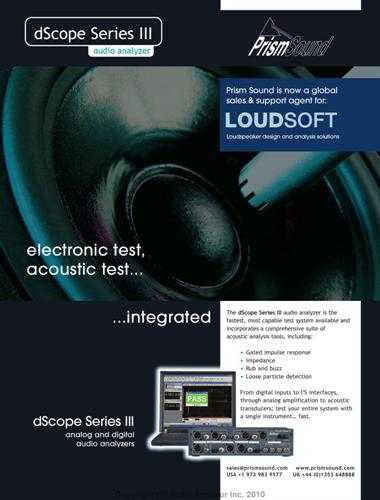 dScope Series III
audio analyzer
PrismSound
Prism Sound is now a global
sales & support agent for:
LOUDSOFT
Loudspeaker design and analysis solutions
electronic test,
acoustic test...
...integrated
The dScope Series III audio analyzer is the
fastest, most capable test system available and
incorporates a comprehensive suite of
acoustic analysis tools, including:
• Gated impulse response
• Impedance
• Rub and buzz
• Loose particle detection
From digital inputs to I²S interfaces,
through analog amplification to acoustic
transducers; test your entire system with
a single instrument... fast.
PASS
dScope Series III
analog and digital
audio analyzers
sales@prismsound.com www.prismsound.com
USA +1 973 983 9577 UK +44 (0)1353 648888
Inc. 2010